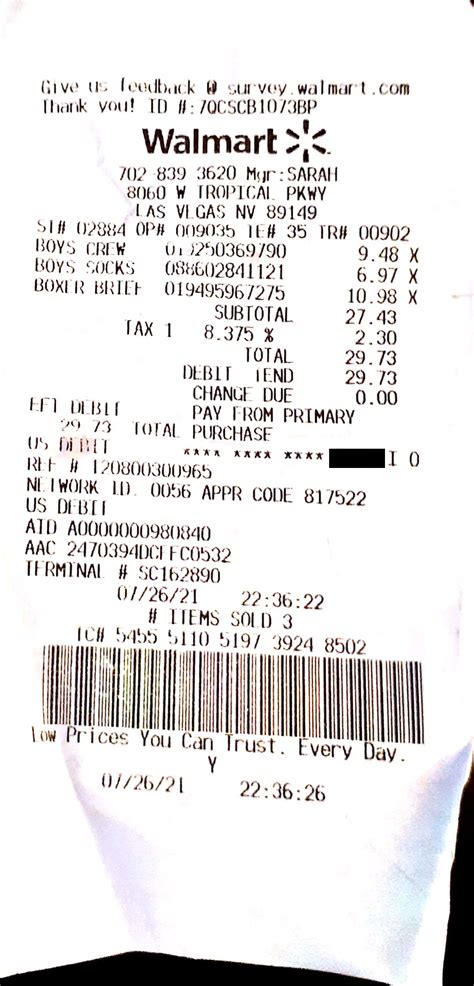 Give us feedback @ survey.walmart.com
Thank you! ID #:7QCSCB1073BP
Walmart
702 839 3620 Mgr:SARAH
8060 W TROPICAL PKWY
LAS VEGAS NV 89149
ST# 02884 OP# 009035 TE# 35 TR# 00902
BOYS CREW 9.48 X
BOYS SOCKS 088602841121 6.97 X
BOXER BRIEF 019495967275 10.98 X
SUBTOTAL 27.43
TAX 1 8.375 % 2.30
TOTAL 29.73
DEBIT TEND 29.73
CHANGE DUE 0.00
EFT DEBIT PAY FROM PRIMARY
29.73 TOTAL PURCHASE
US DEBIT **** **** **** I 0
REF # 120800300965
NETWORK ID. 0056 APPR CODE 817522
US DEBIT
AID A0000000980840
AAC 2470394DCFFC0532
TERMINAL # SC162890
07/26/21 22:36:22
# ITEMS SOLD 3
TC# 5455 5110 5197 3924 8502
Low Prices You Can Trust. Every Day.
Y
07/26/21 22:36:26